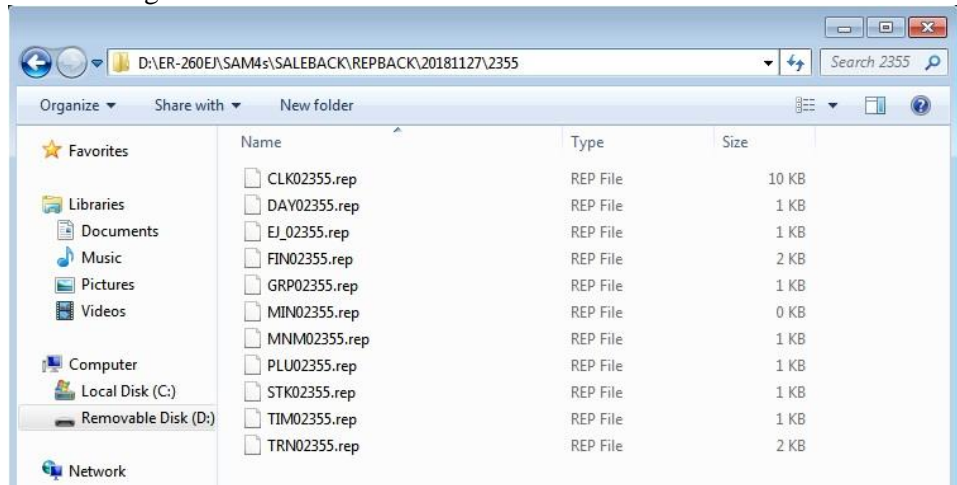 D:\ER-260EJ\SAM4s\SALEBACK\REPBACK\20181127\2355
Search 2355
Organize
Share with
New folder
Favorites
Libraries
Documents
Music
Pictures
Videos
Computer
Local Disk (C:)
Removable Disk (D:)
Network
Name Type Size
CLK02355.rep REP File 10 KB
DAY02355.rep REP File 1 KB
EJ_02355.rep REP File 1 KB
FIN02355.rep REP File 2 KB
GRP02355.rep REP File 1 KB
MIN02355.rep REP File 0 KB
MNM02355.rep REP File 1 KB
PLU02355.rep REP File 1 KB
STK02355.rep REP File 1 KB
TIM02355.rep REP File 1 KB
TRN02355.rep REP File 2 KB